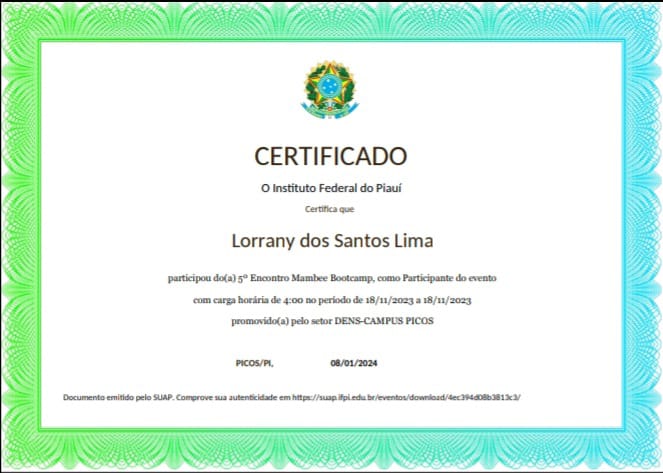 CERTIFICADO
O Instituto Federal do Piauí
Certifica que
Lorrany dos Santos Lima
participou do(a) 5º Encontro Mambee Bootcamp, como Participante do evento
com carga horária de 4:00 no período de 18/11/2023 a 18/11/2023
promovido(a) pelo setor DENS-CAMPUS PICOS
PICOS/PI, 08/01/2024
Documento emitido pelo SUAP. Comprove sua autenticidade em https://suap.ifpi.edu.br/eventos/download/4ec394d08b3813c3/